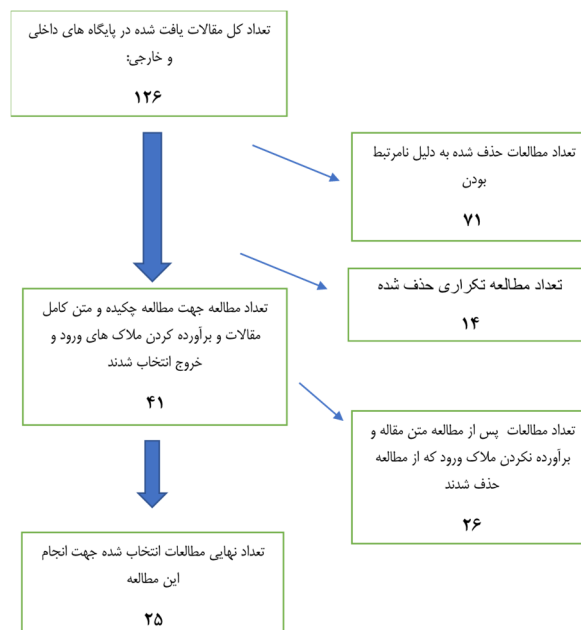 تعداد کل مقالات یافت شده در پایگاه های داخلی
و خارجی:
۱۲۶
تعداد مطالعات حذف شده به دلیل نامرتبط
بودن
۷۱
تعداد مطالعه تکراری حذف شده
۱۴
تعداد مطالعه جهت مطالعه چکیده و متن کامل
مقالات و برآورده کردن ملاک های ورود و
خروج انتخاب شدند
۴۱
تعداد مطالعات پس از مطالعه متن مقاله و
برآورده نکردن ملاک ورود که از مطالعه
حذف شدند
۲۶
تعداد نهایی مطالعات انتخاب شده جهت انجام
این مطالعه
۲۵